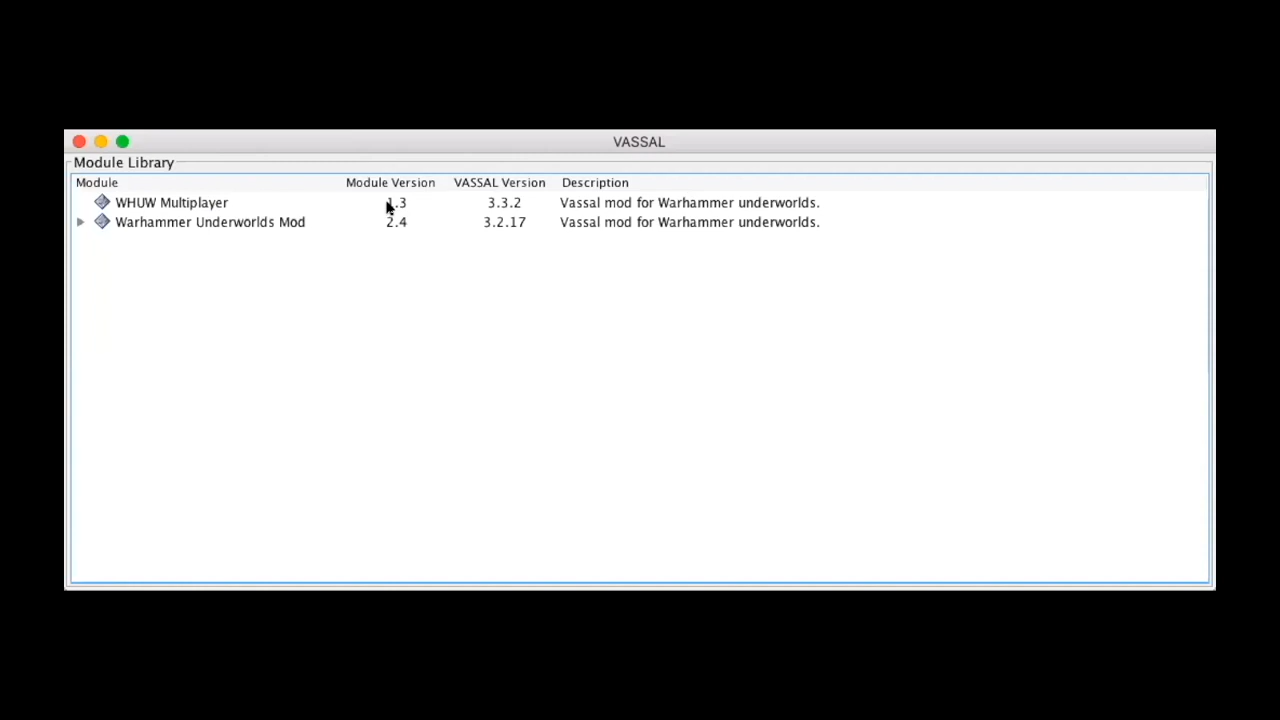 VASSAL
Module Library
Module Module Version VASSAL Version Description
WHUW Multiplayer 1.3 3.3.2 Vassal mod for Warhammer underworlds.
Warhammer Underworlds Mod 2.4 3.2.17 Vassal mod for Warhammer underworlds.